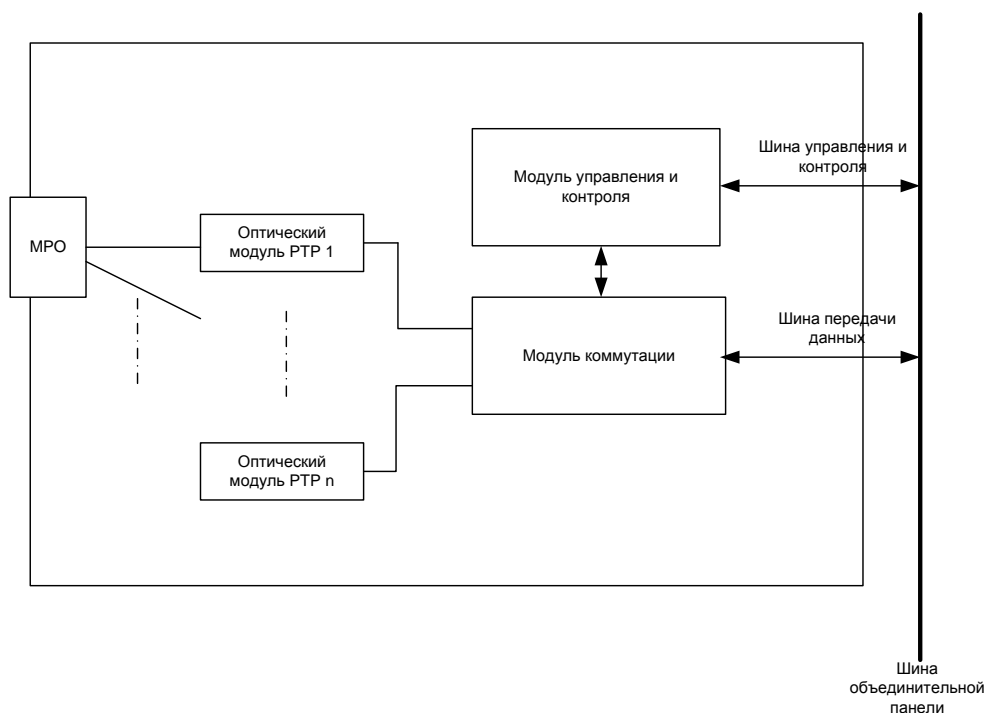 Модуль управления и
контроля
Шина управления и
контроля
МРО
Оптический
модуль РТР 1
Шина передачи
данных
Модуль коммутации
Оптический
модуль РТР n
Шина
объединительной
панели